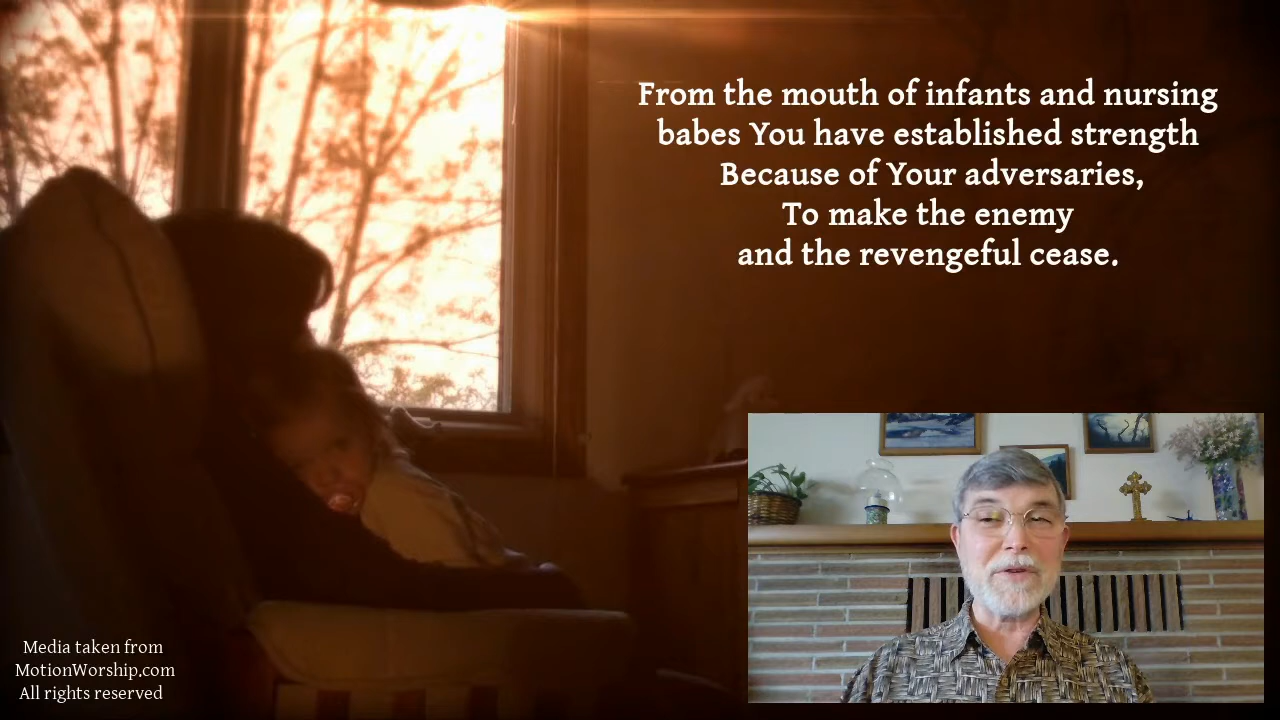 From the mouth of infants and nursing
babes You have established strength
Because of Your adversaries,
To make the enemy
and the revengeful cease.
Media taken from
MotionWorship.com
All rights reserved